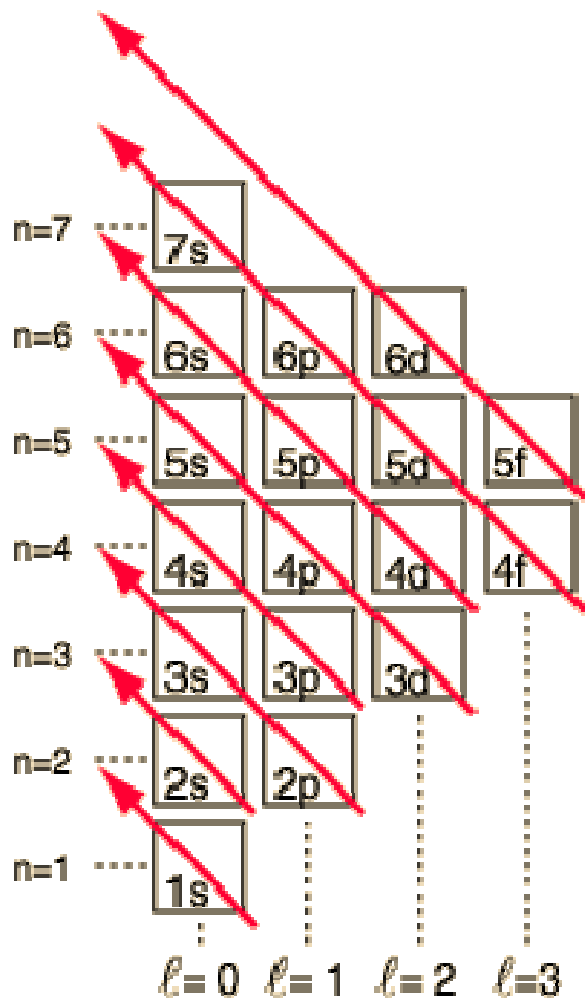 n=7 7s
n=6 6s 6p 6d
n=5 5s 5p 5d 5f
n=4 4s 4p 4d 4f
n=3 3s 3p 3d
n=2 2s 2p
n=1 1s
ℓ= 0 ℓ= 1 ℓ= 2 ℓ=3